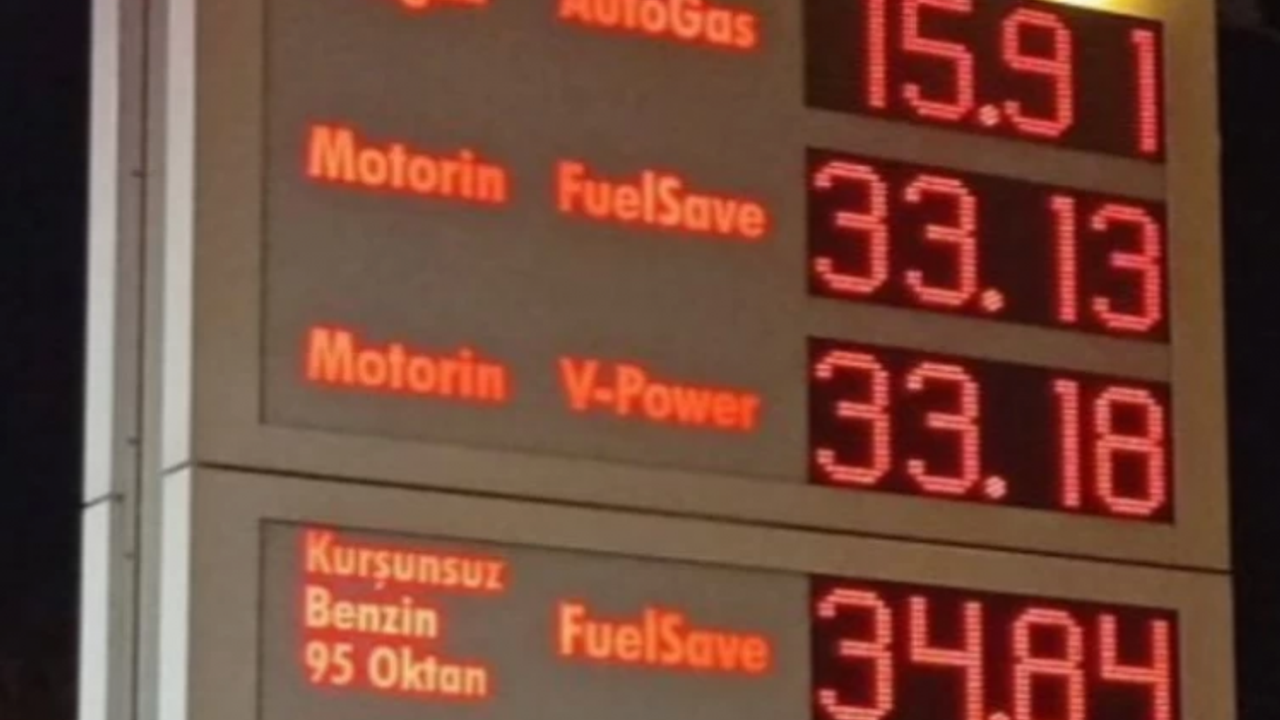 AutoGas 15.91
Motorin FuelSave 33.13
Motorin V-Power 33.18
Kurşunsuz
Benzin FuelSave 34.84
95 Oktan